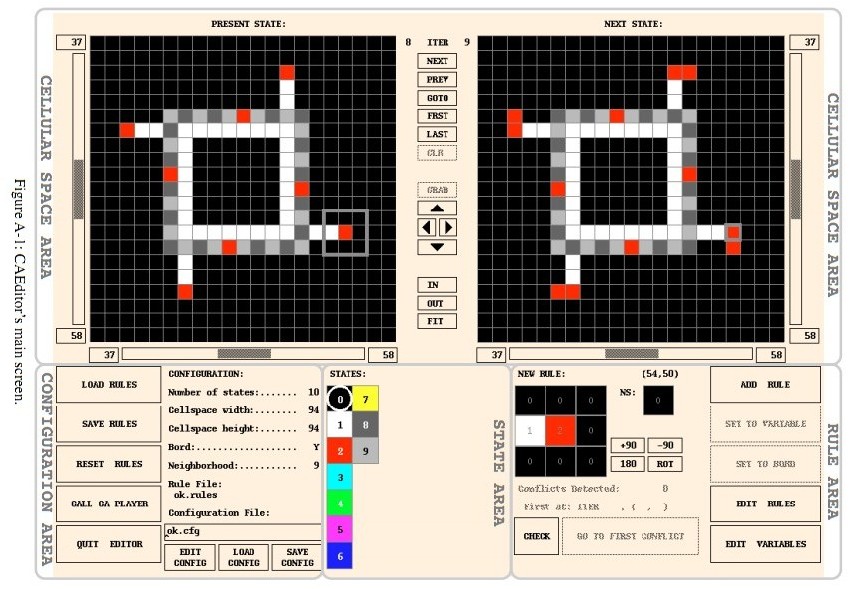 PRESENT STATE:
NEXT STATE:
37
8 ITER 9
37
NEXT
PREV
GOTO
FRST
LAST
CLR
GRAB
IN
OUT
FIT
58
58
37
58
37
58
CELLULAR SPACE AREA
CELLULAR SPACE AREA
Figure A-1: CAEditor's main screen.
CONFIGURATION AREA
LOAD RULES
SAVE RULES
RESET RULES
CALL CA PLAYER
QUIT EDITOR
CONFIGURATION:
Number of states:...... 10
Cellspace width:....... 94
Cellspace height:...... 94
Bord:.................. Y
Neighborhood:.......... 9
Rule File:
ok.rules
Configuration File:
ok.cfg
EDIT CONFIG
LOAD CONFIG
SAVE CONFIG
STATES:
0 7
1 8
2 9
3
4
5
6
STATE AREA
NEW RULE: (54,50)
0 0 0
NS: 0
1 2 0
0 0 0
+90 -90
180 ROT
Conflicts Detected: 0
First at: ITER , ( , )
CHECK
GO TO FIRST CONFLICT
ADD RULE
SET TO VARIABLE
SET TO BORD
EDIT RULES
EDIT VARIABLES
RULE AREA